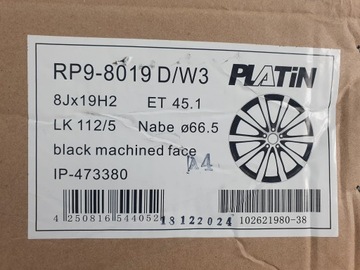 RP9-8019 D/W3 PLATiN
8Jx19H2 ET 45.1
LK 112/5 Nabe ø66.5
black machined face
A4
IP-473380
4 250816 544052
18122024
102621980-38